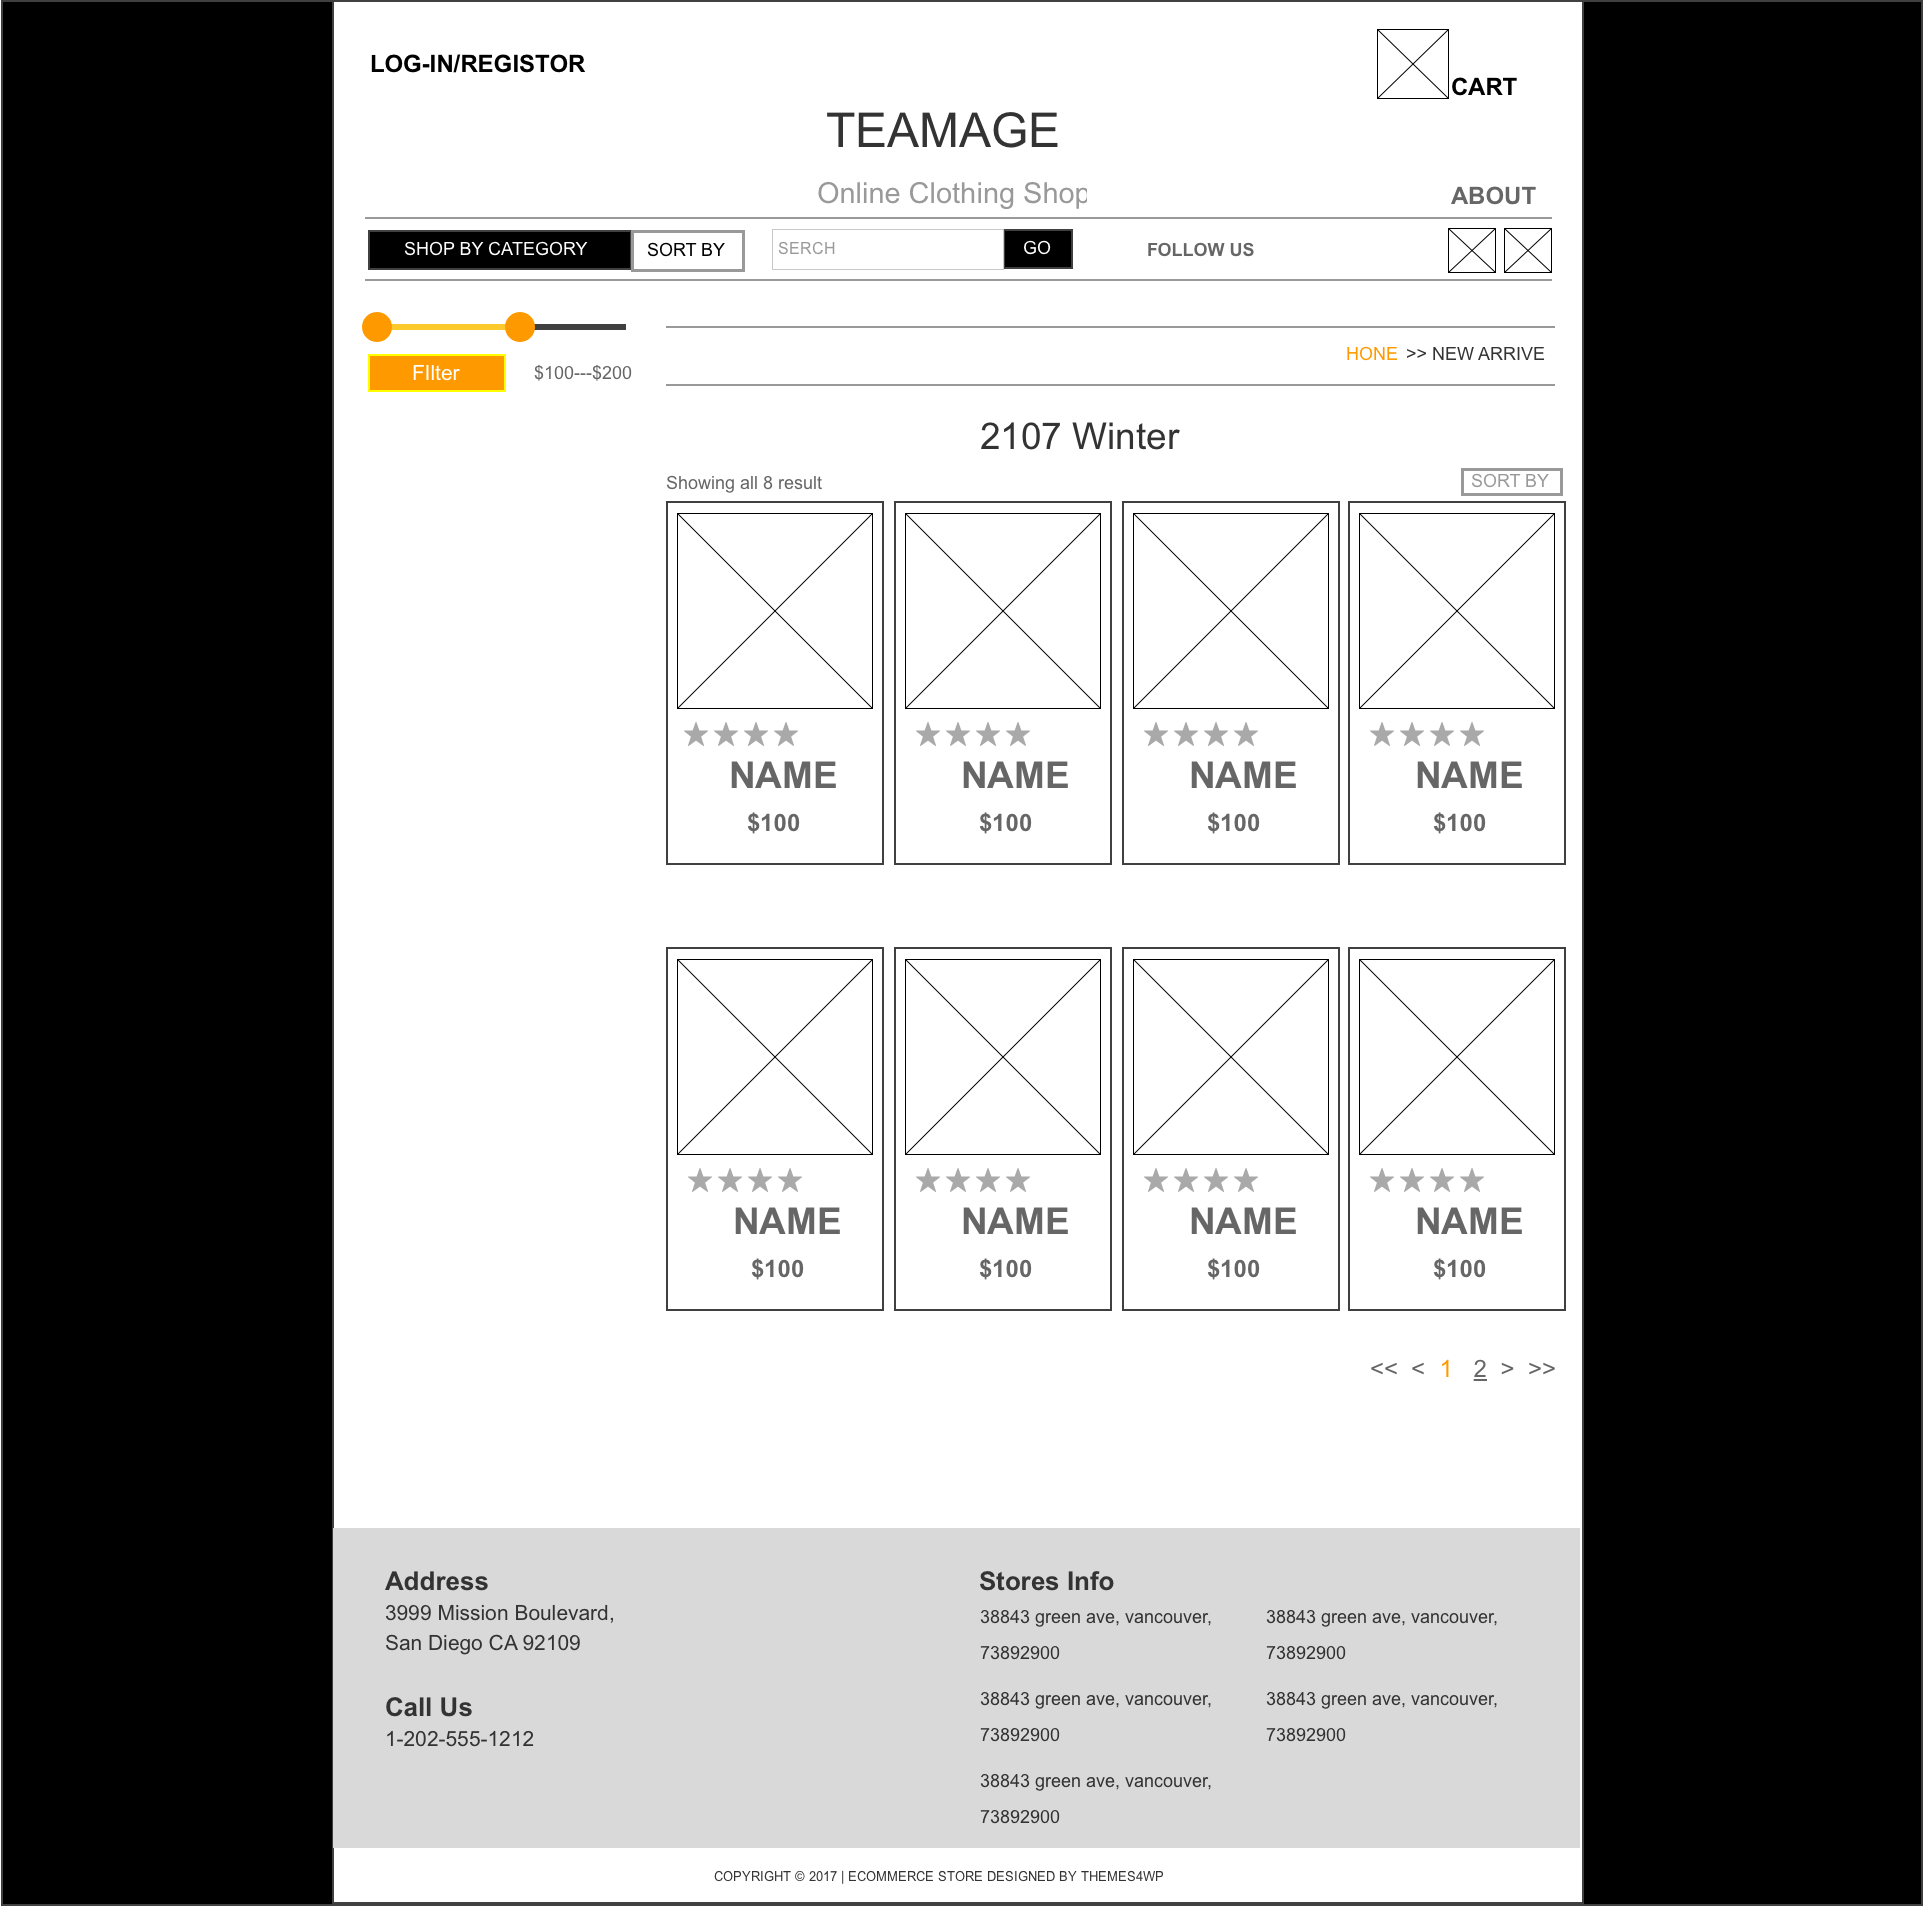 LOG-IN/REGISTOR
CART
TEAMAGE
Online Clothing Shop
ABOUT
SHOP BY CATEGORY SORT BY SERCH GO FOLLOW US
HONE >> NEW ARRIVE
FIlter $100---$200
2107 Winter
Showing all 8 result SORT BY
NAME NAME NAME NAME
$100 $100 $100 $100
NAME NAME NAME NAME
$100 $100 $100 $100
<< < 1 2 > >>
Address
3999 Mission Boulevard,
San Diego CA 92109
Call Us
1-202-555-1212
Stores Info
38843 green ave, vancouver,
73892900
38843 green ave, vancouver,
73892900
38843 green ave, vancouver,
73892900
38843 green ave, vancouver,
73892900
38843 green ave, vancouver,
73892900
COPYRIGHT © 2017 | ECOMMERCE STORE DESIGNED BY THEMES4WP